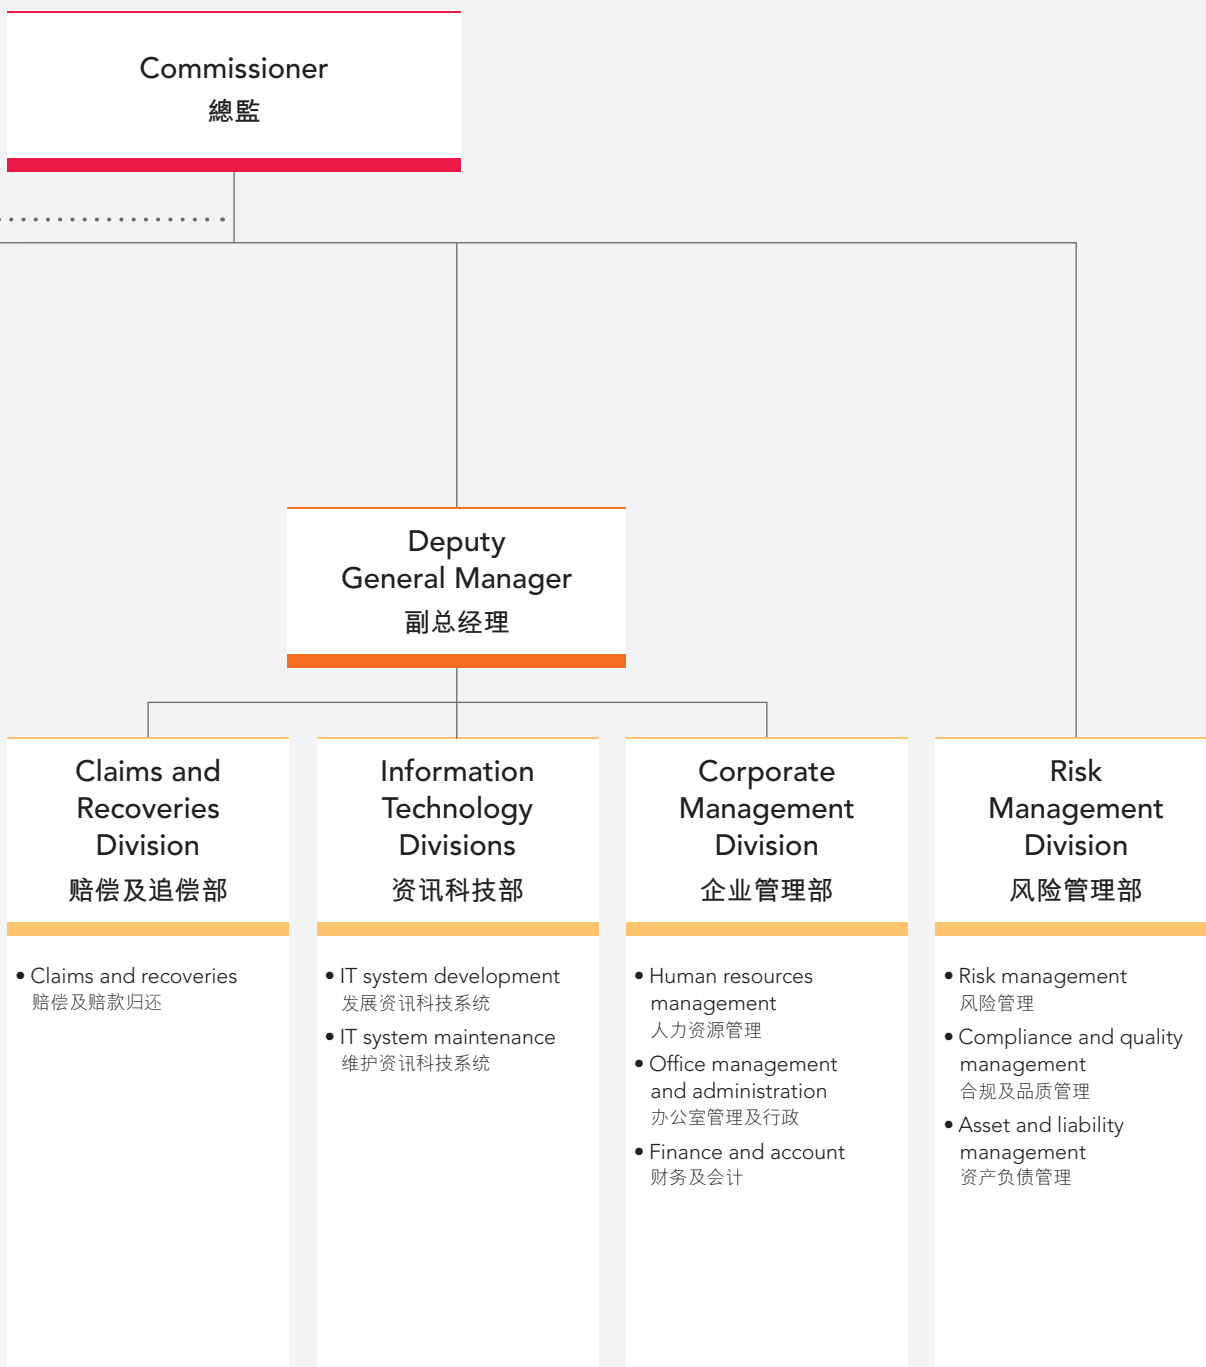 Commissioner
總監
Deputy
General Manager
副总经理
Claims and
Recoveries
Division
赔偿及追偿部
• Claims and recoveries
赔偿及赔款归还
Information
Technology
Divisions
资讯科技部
• IT system development
发展资讯科技系统
• IT system maintenance
维护资讯科技系统
Corporate
Management
Division
企业管理部
• Human resources
management
人力资源管理
• Office management
and administration
办公室管理及行政
• Finance and account
财务及会计
Risk
Management
Division
风险管理部
• Risk management
风险管理
• Compliance and quality
management
合规及品质管理
• Asset and liability
management
资产负债管理